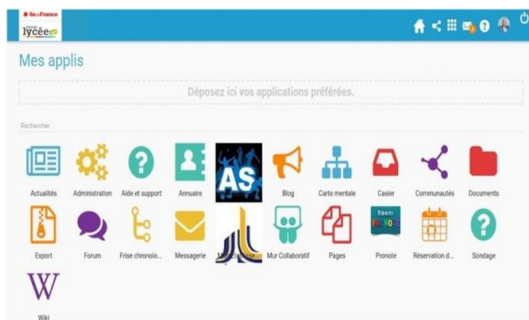 île de France
lycée
Mes applis
Déposez ici vos applications préférées.
Rechercher
Actualités Administration Aide et support Annuaire AS Blog Carte mentale Casier Communautés Documents
Export Forum Frise chronolo... Messagerie Mur Collaboratif Pages Pronote Réservation d... Sondage
W
Wiki